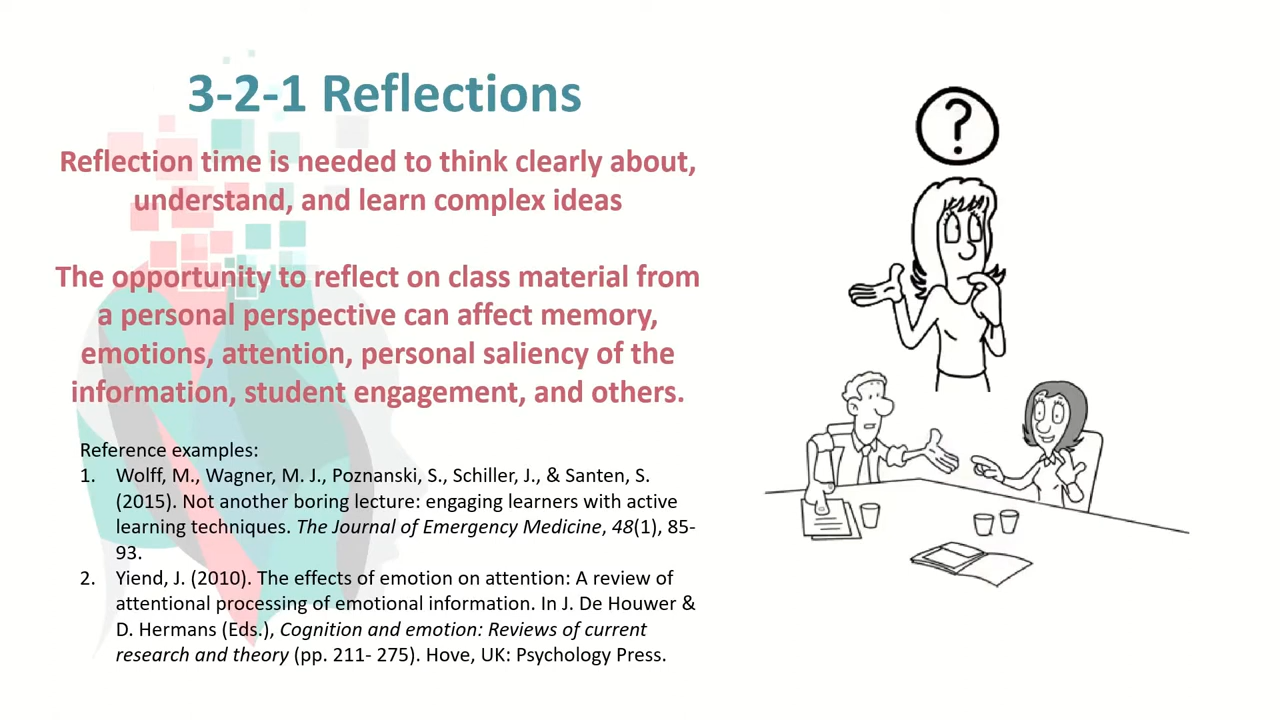 3-2-1 Reflections
Reflection time is needed to think clearly about,
understand, and learn complex ideas
The opportunity to reflect on class material from
a personal perspective can affect memory,
emotions, attention, personal saliency of the
information, student engagement, and others.
Reference examples:
1. Wolff, M., Wagner, M. J., Poznanski, S., Schiller, J., & Santen, S.
(2015). Not another boring lecture: engaging learners with active
learning techniques. The Journal of Emergency Medicine, 48(1), 85-
93.
2. Yiend, J. (2010). The effects of emotion on attention: A review of
attentional processing of emotional information. In J. De Houwer &
D. Hermans (Eds.), Cognition and emotion: Reviews of current
research and theory (pp. 211- 275). Hove, UK: Psychology Press.
?